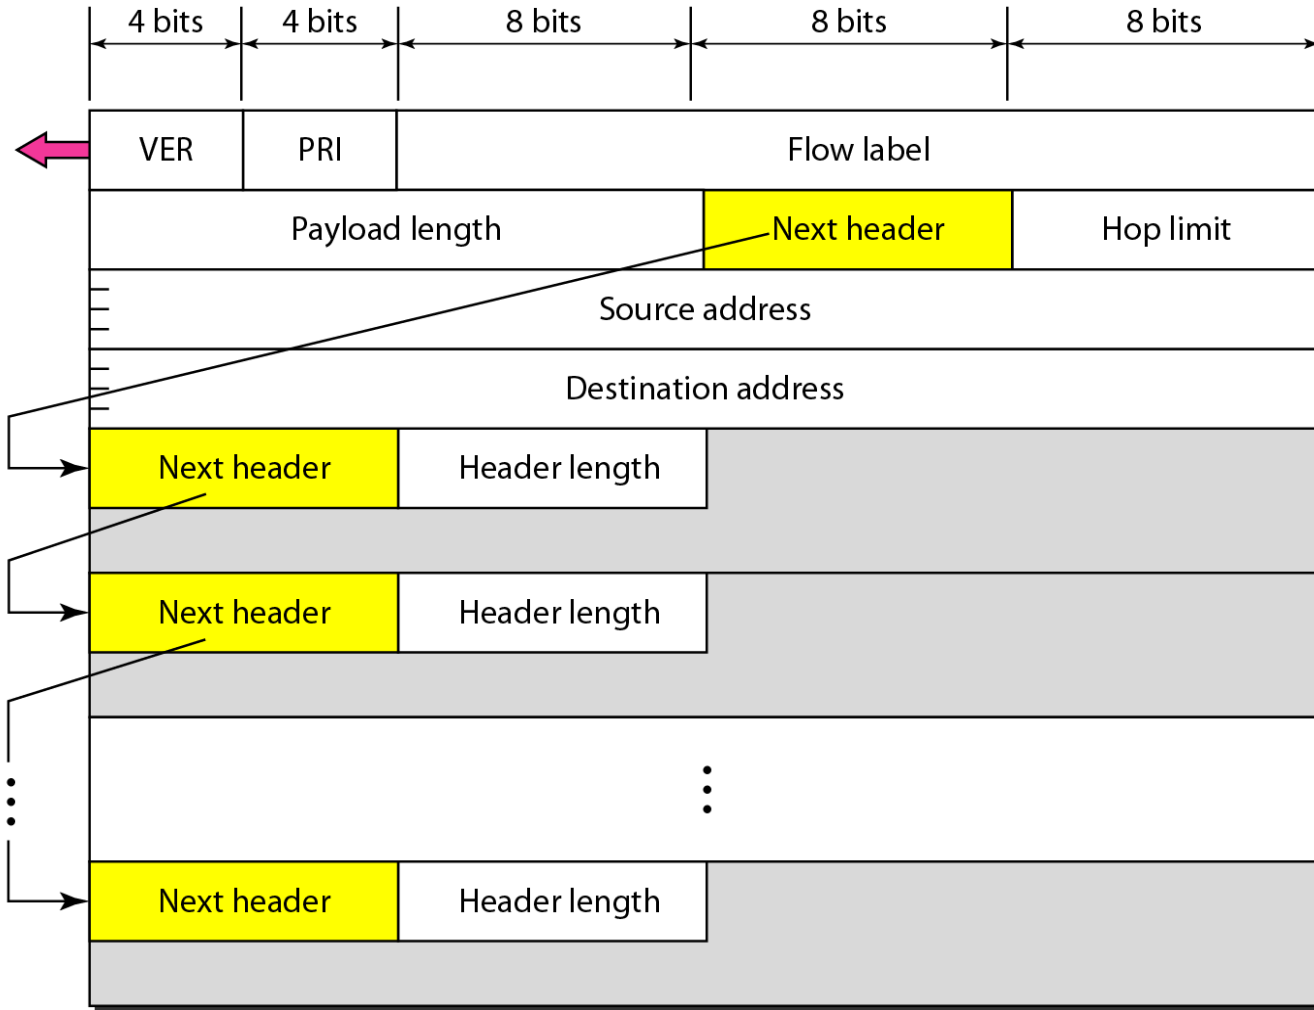 4 bits 4 bits 8 bits 8 bits 8 bits
VER PRI Flow label
Payload length Next header Hop limit
Source address
Destination address
Next header Header length
Next header Header length
Next header Header length